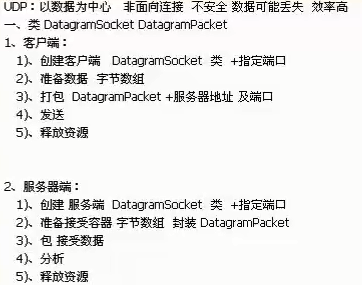 UDP：以数据为中心 非面向连接 不安全 数据可能丢失 效率高
一、类 DatagramSocket DatagramPacket
1、客户端：
1)、创建客户端 DatagramSocket 类 +指定端口
2)、准备数据 字节数组
3)、打包 DatagramPacket +服务器地址 及端口
4)、发送
5)、释放资源
2、服务器端：
1)、创建 服务端 DatagramSocket 类 +指定端口
2)、准备接受容器 字节数组 封装 DatagramPacket
3)、包 接受数据
4)、分析
5)、释放资源